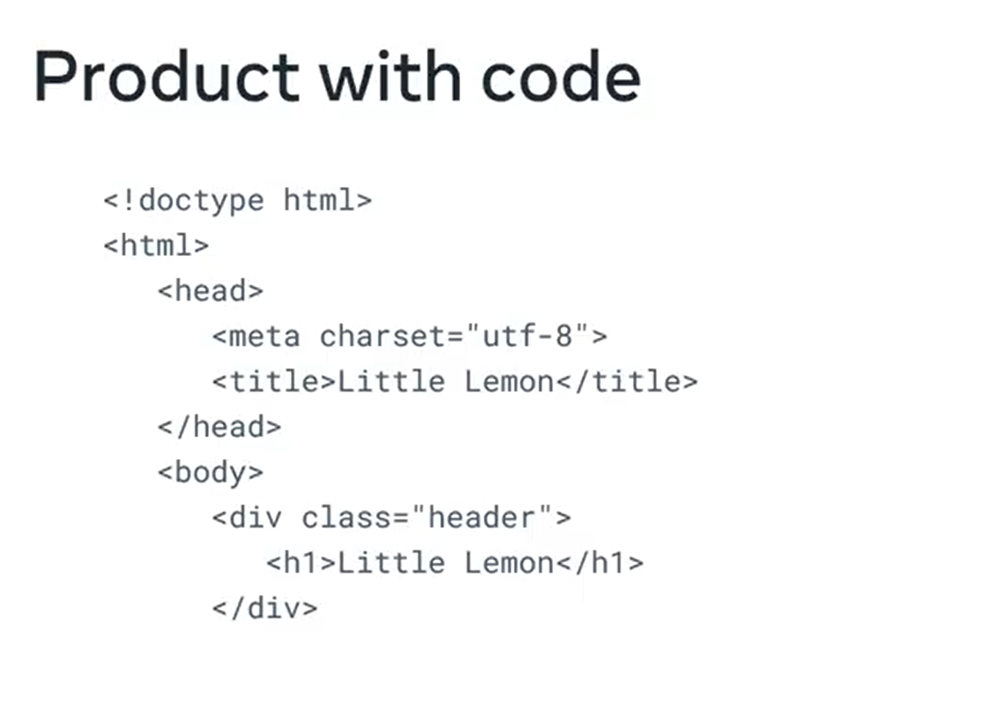 Product with code
<!doctype html>
<html>
<head>
<meta charset="utf-8">
<title>Little Lemon</title>
</head>
<body>
<div class="header">
<h1>Little Lemon</h1>
</div>